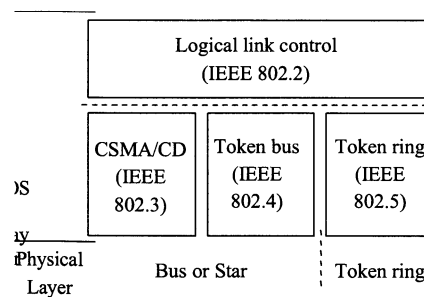 Logical link control
(IEEE 802.2)
CSMA/CD
(IEEE
802.3)
Token bus
(IEEE
802.4)
Token ring
(IEEE
802.5)
Physical
Layer
Bus or Star
Token ring